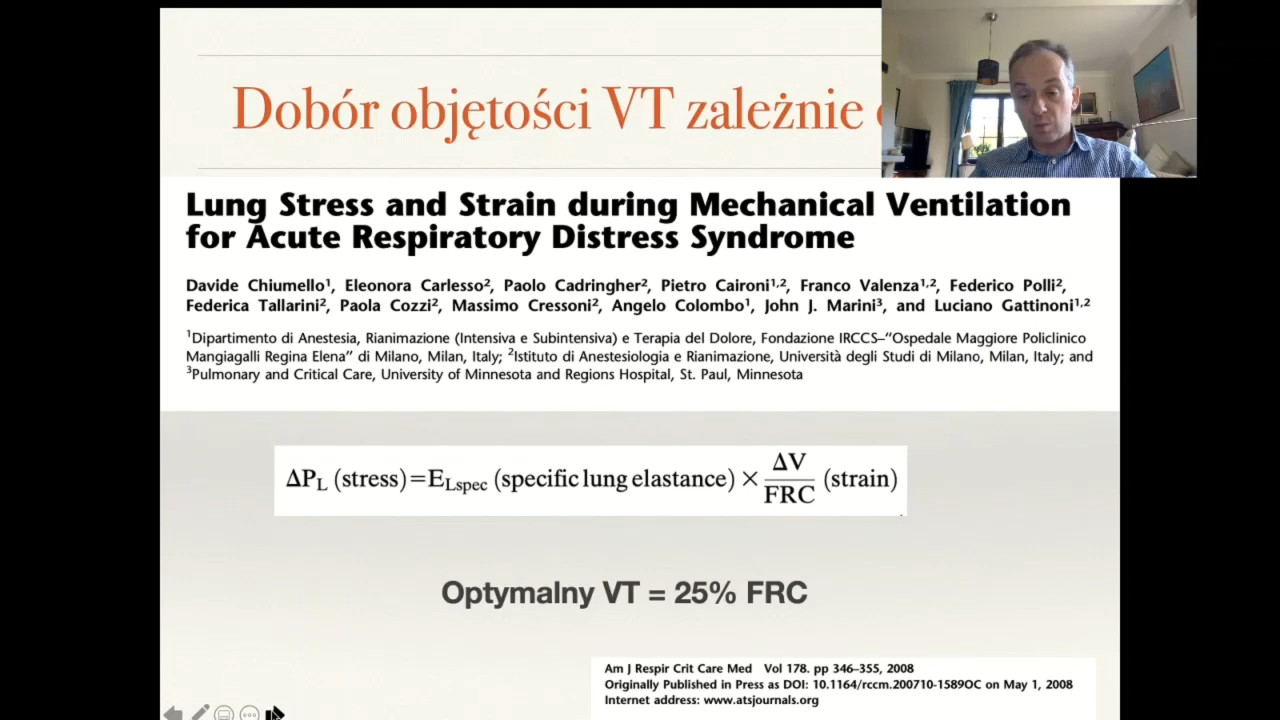 Dobór objętości VT zależnie
Lung Stress and Strain during Mechanical Ventilation
for Acute Respiratory Distress Syndrome
Davide Chiumello¹, Eleonora Carlesso², Paolo Cadringher², Pietro Caironi¹,², Franco Valenza¹,², Federico Polli²,
Federica Tallarini², Paola Cozzi², Massimo Cressoni², Angelo Colombo¹, John J. Marini³, and Luciano Gattinoni¹,²
¹Dipartimento di Anestesia, Rianimazione (Intensiva e Subintensiva) e Terapia del Dolore, Fondazione IRCCS–“Ospedale Maggiore Policlinico
Mangiagalli Regina Elena” di Milano, Milan, Italy; ²Istituto di Anestesiologia e Rianimazione, Università degli Studi di Milano, Milan, Italy; and
³Pulmonary and Critical Care, University of Minnesota and Regions Hospital, St. Paul, Minnesota
ΔP_L (stress)=E_Lspec (specific lung elastance) × ΔV/FRC (strain)
Optymalny VT = 25% FRC
Am J Respir Crit Care Med Vol 178. pp 346–355, 2008
Originally Published in Press as DOI: 10.1164/rccm.200710-1589OC on May 1, 2008
Internet address: www.atsjournals.org